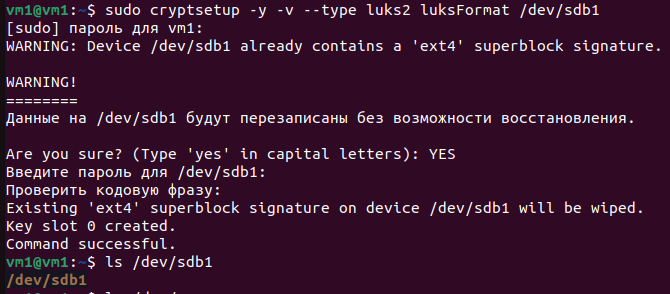 vm1@vm1:~$ sudo cryptsetup -y -v --type luks2 luksFormat /dev/sdb1
[sudo] пароль для vm1:
WARNING: Device /dev/sdb1 already contains a 'ext4' superblock signature.
WARNING!
========
Данные на /dev/sdb1 будут перезаписаны без возможности восстановления.
Are you sure? (Type 'yes' in capital letters): YES
Введите пароль для /dev/sdb1:
Проверить кодовую фразу:
Existing 'ext4' superblock signature on device /dev/sdb1 will be wiped.
Key slot 0 created.
Command successful.
vm1@vm1:~$ ls /dev/sdb1
/dev/sdb1